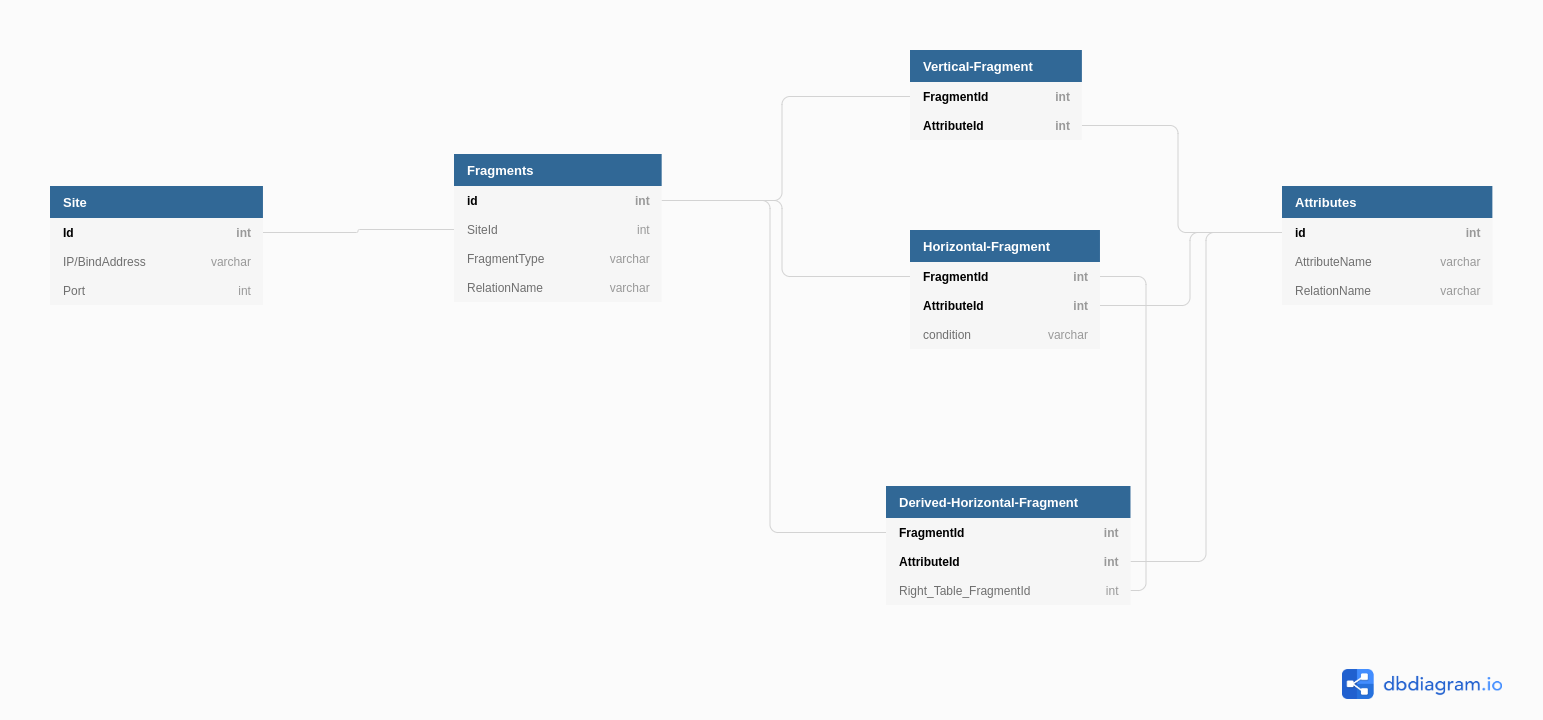 Site
Id int
IP/BindAddress varchar
Port int
Fragments
id int
SiteId int
FragmentType varchar
RelationName varchar
Vertical-Fragment
FragmentId int
AttributeId int
Horizontal-Fragment
FragmentId int
AttributeId int
condition varchar
Derived-Horizontal-Fragment
FragmentId int
AttributeId int
Right_Table_FragmentId int
Attributes
id int
AttributeName varchar
RelationName varchar
dbdiagram.io